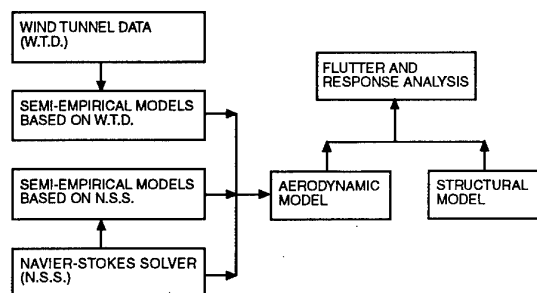 WIND TUNNEL DATA
(W.T.D.)
SEMI-EMPIRICAL MODELS
BASED ON W.T.D.
SEMI-EMPIRICAL MODELS
BASED ON N.S.S.
NAVIER-STOKES SOLVER
(N.S.S.)
FLUTTER AND
RESPONSE ANALYSIS
AERODYNAMIC
MODEL
STRUCTURAL
MODEL